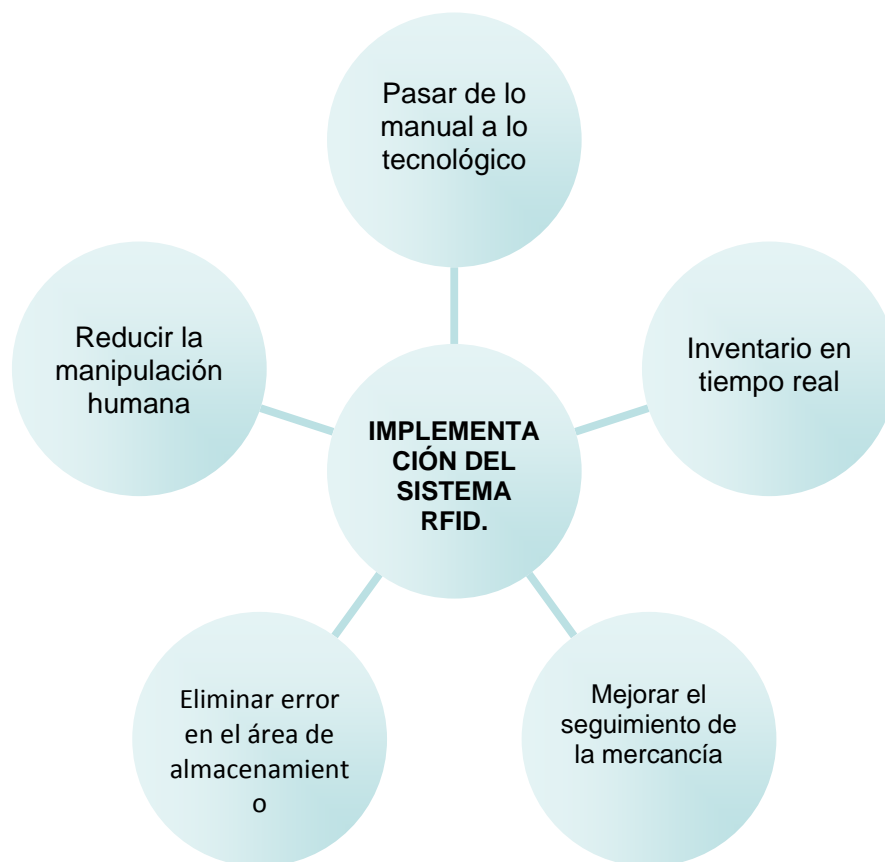 Pasar de lo
manual a lo
tecnológico
Reducir la
manipulación
humana
Inventario en
tiempo real
IMPLEMENTA
CIÓN DEL
SISTEMA
RFID.
Eliminar error
en el área de
almacenamient
o
Mejorar el
seguimiento de
la mercancía